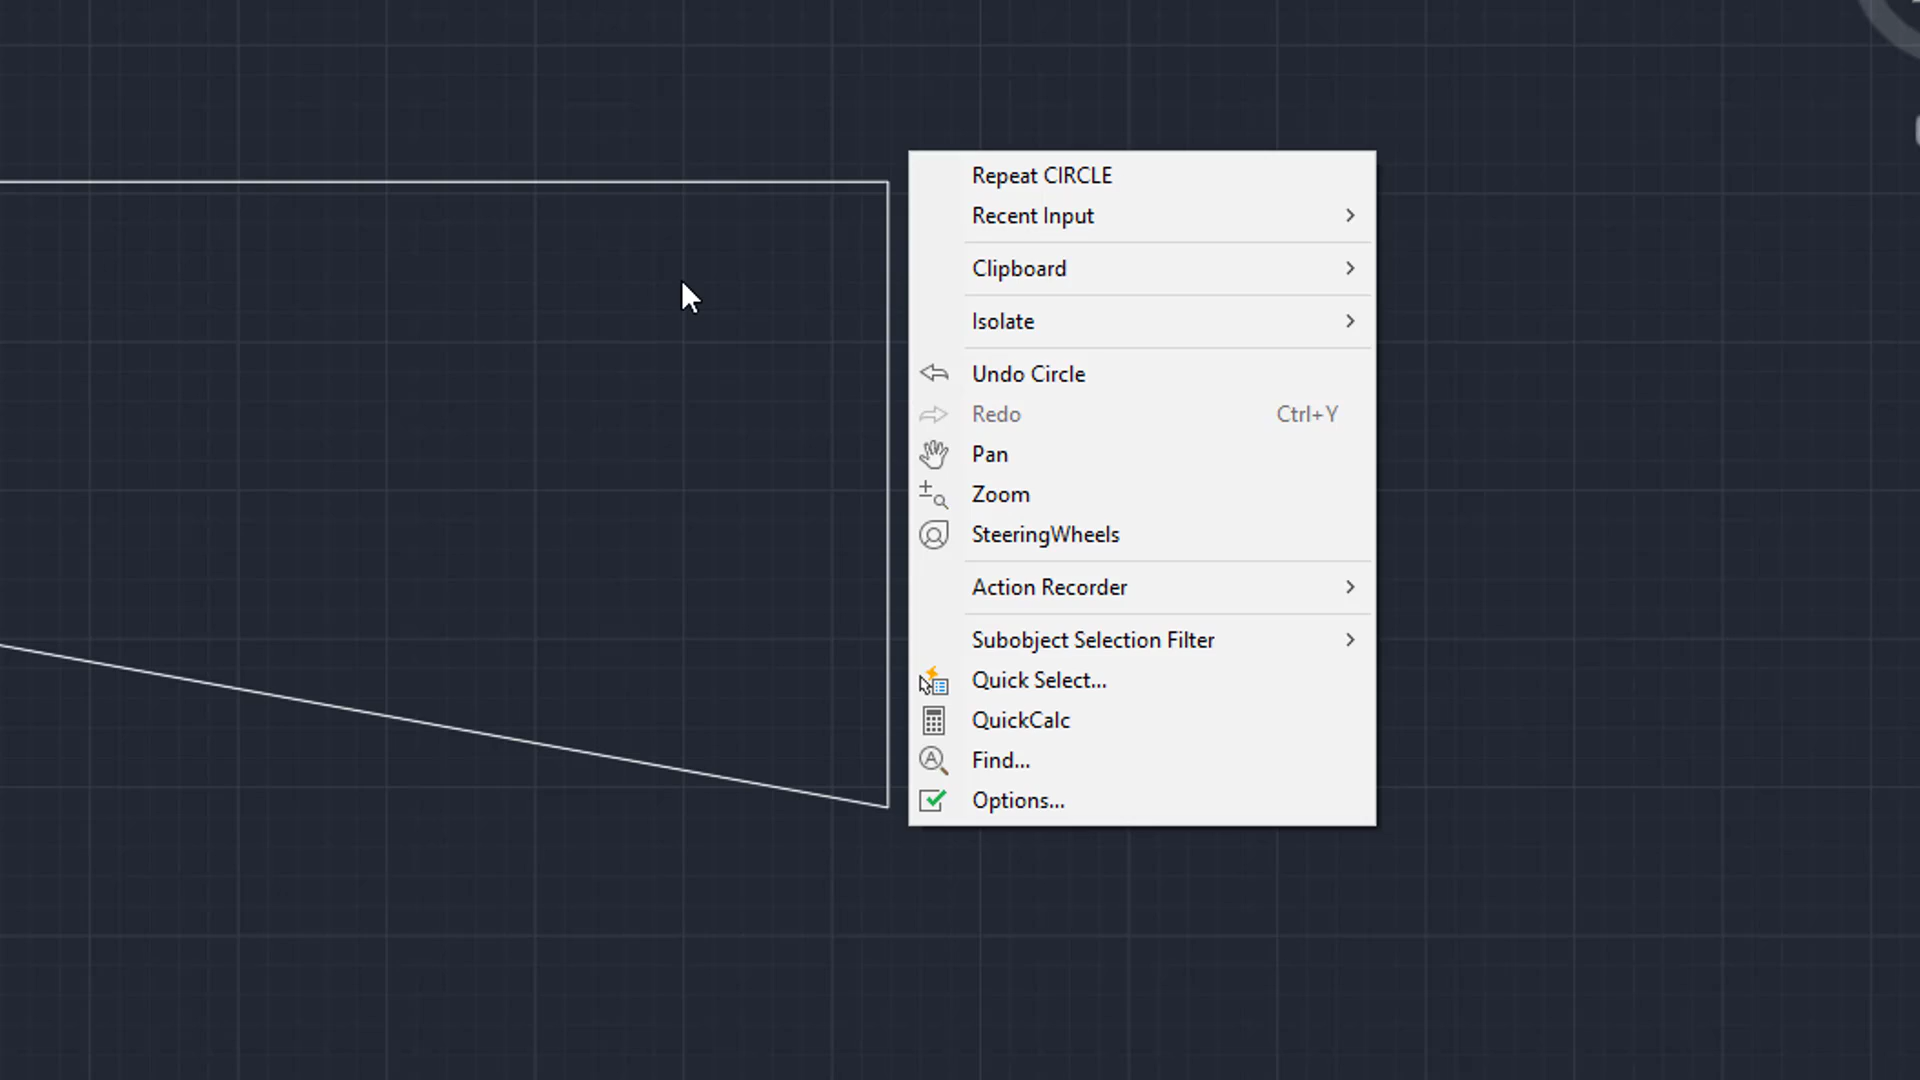 Repeat CIRCLE
Recent Input
Clipboard
Isolate
Undo Circle
Redo Ctrl+Y
Pan
Zoom
SteeringWheels
Action Recorder
Subobject Selection Filter
Quick Select...
QuickCalc
Find...
Options...